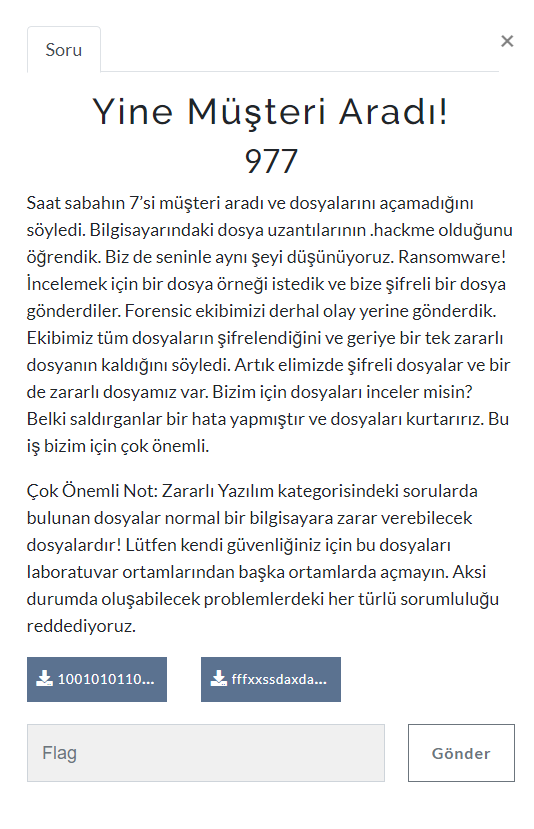 Soru
×
Yine Müşteri Aradı!
977
Saat sabahın 7’si müşteri aradı ve dosyalarını açamadığını
söyledi. Bilgisayarındaki dosya uzantılarının .hackme olduğunu
öğrendik. Biz de seninle aynı şeyi düşünüyoruz. Ransomware!
İncelemek için bir dosya örneği istedik ve bize şifreli bir dosya
gönderdiler. Forensic ekibimizi derhal olay yerine gönderdik.
Ekibimiz tüm dosyaların şifrelendiğini ve geriye bir tek zararlı
dosyanın kaldığını söyledi. Artık elimizde şifreli dosyalar ve bir
de zararlı dosyamız var. Bizim için dosyaları inceler misin?
Belki saldırganlar bir hata yapmıştır ve dosyaları kurtarırız. Bu
iş bizim için çok önemli.
Çok Önemli Not: Zararlı Yazılım kategorisindeki sorularda
bulunan dosyalar normal bir bilgisayara zarar verebilecek
dosyalardır! Lütfen kendi güvenliğiniz için bu dosyaları
laboratuvar ortamlarından başka ortamlarda açmayın. Aksi
durumda oluşabilecek problemlerdeki her türlü sorumluluğu
reddediyoruz.
1001010110... fffxxssdaxda...
Flag
Gönder